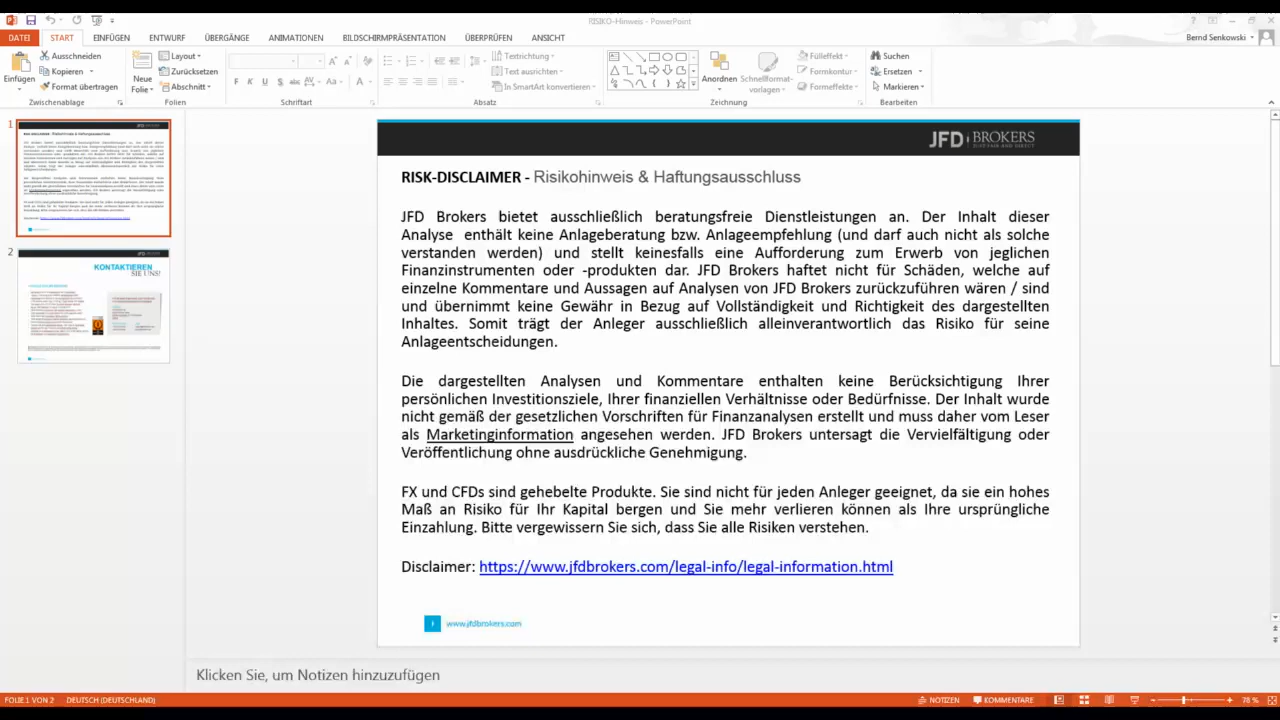 RISIKO-Hinweis - PowerPoint
DATEI START EINFÜGEN ENTWURF ÜBERGÄNGE ANIMATIONEN BILDSCHIRMPRÄSENTATION ÜBERPRÜFEN ANSICHT
Bernd Senkowski
Einfügen
Ausschneiden
Kopieren
Format übertragen
Zwischenablage
Neue
Folie
Layout
Zurücksetzen
Abschnitt
Folien
F K U S abc AV Aa A
Schriftart
Textrichtung
Text ausrichten
In SmartArt konvertieren
Absatz
Anordnen
Schnellformat-
vorlagen
Fülleffekt
Formkontur
Formeffekte
Zeichnung
Suchen
Ersetzen
Markieren
Bearbeiten
1
2
KONTAKTIEREN
SIE UNS!
JFD BROKERS
RISK-DISCLAIMER - Risikohinweis & Haftungsausschluss
JFD Brokers bietet ausschließlich beratungsfreie Dienstleistungen an. Der Inhalt dieser
Analyse enthält keine Anlageberatung bzw. Anlageempfehlung (und darf auch nicht als solche
verstanden werden) und stellt keinesfalls eine Aufforderung zum Erwerb von jeglichen
Finanzinstrumenten oder -produkten dar. JFD Brokers haftet nicht für Schäden, welche auf
einzelne Kommentare und Aussagen auf Analysen von JFD Brokers zurückzuführen wären / sind
und übernimmt keine Gewähr in Bezug auf Vollständigkeit und Richtigkeit des dargestellten
Inhaltes. Somit trägt der Anleger ausschließlich alleinverantwortlich das Risiko für seine
Anlageentscheidungen.
Die dargestellten Analysen und Kommentare enthalten keine Berücksichtigung Ihrer
persönlichen Investitionsziele, Ihrer finanziellen Verhältnisse oder Bedürfnisse. Der Inhalt wurde
nicht gemäß der gesetzlichen Vorschriften für Finanzanalysen erstellt und muss daher vom Leser
als Marketinginformation angesehen werden. JFD Brokers untersagt die Vervielfältigung oder
Veröffentlichung ohne ausdrückliche Genehmigung.
FX und CFDs sind gehebelte Produkte. Sie sind nicht für jeden Anleger geeignet, da sie ein hohes
Maß an Risiko für Ihr Kapital bergen und Sie mehr verlieren können als Ihre ursprüngliche
Einzahlung. Bitte vergewissern Sie sich, dass Sie alle Risiken verstehen.
Disclaimer: https://www.jfdbrokers.com/legal-info/legal-information.html
www.jfdbrokers.com
Klicken Sie, um Notizen hinzuzufügen
FOLIE 1 VON 2 DEUTSCH (DEUTSCHLAND) NOTIZEN KOMMENTARE 78 %